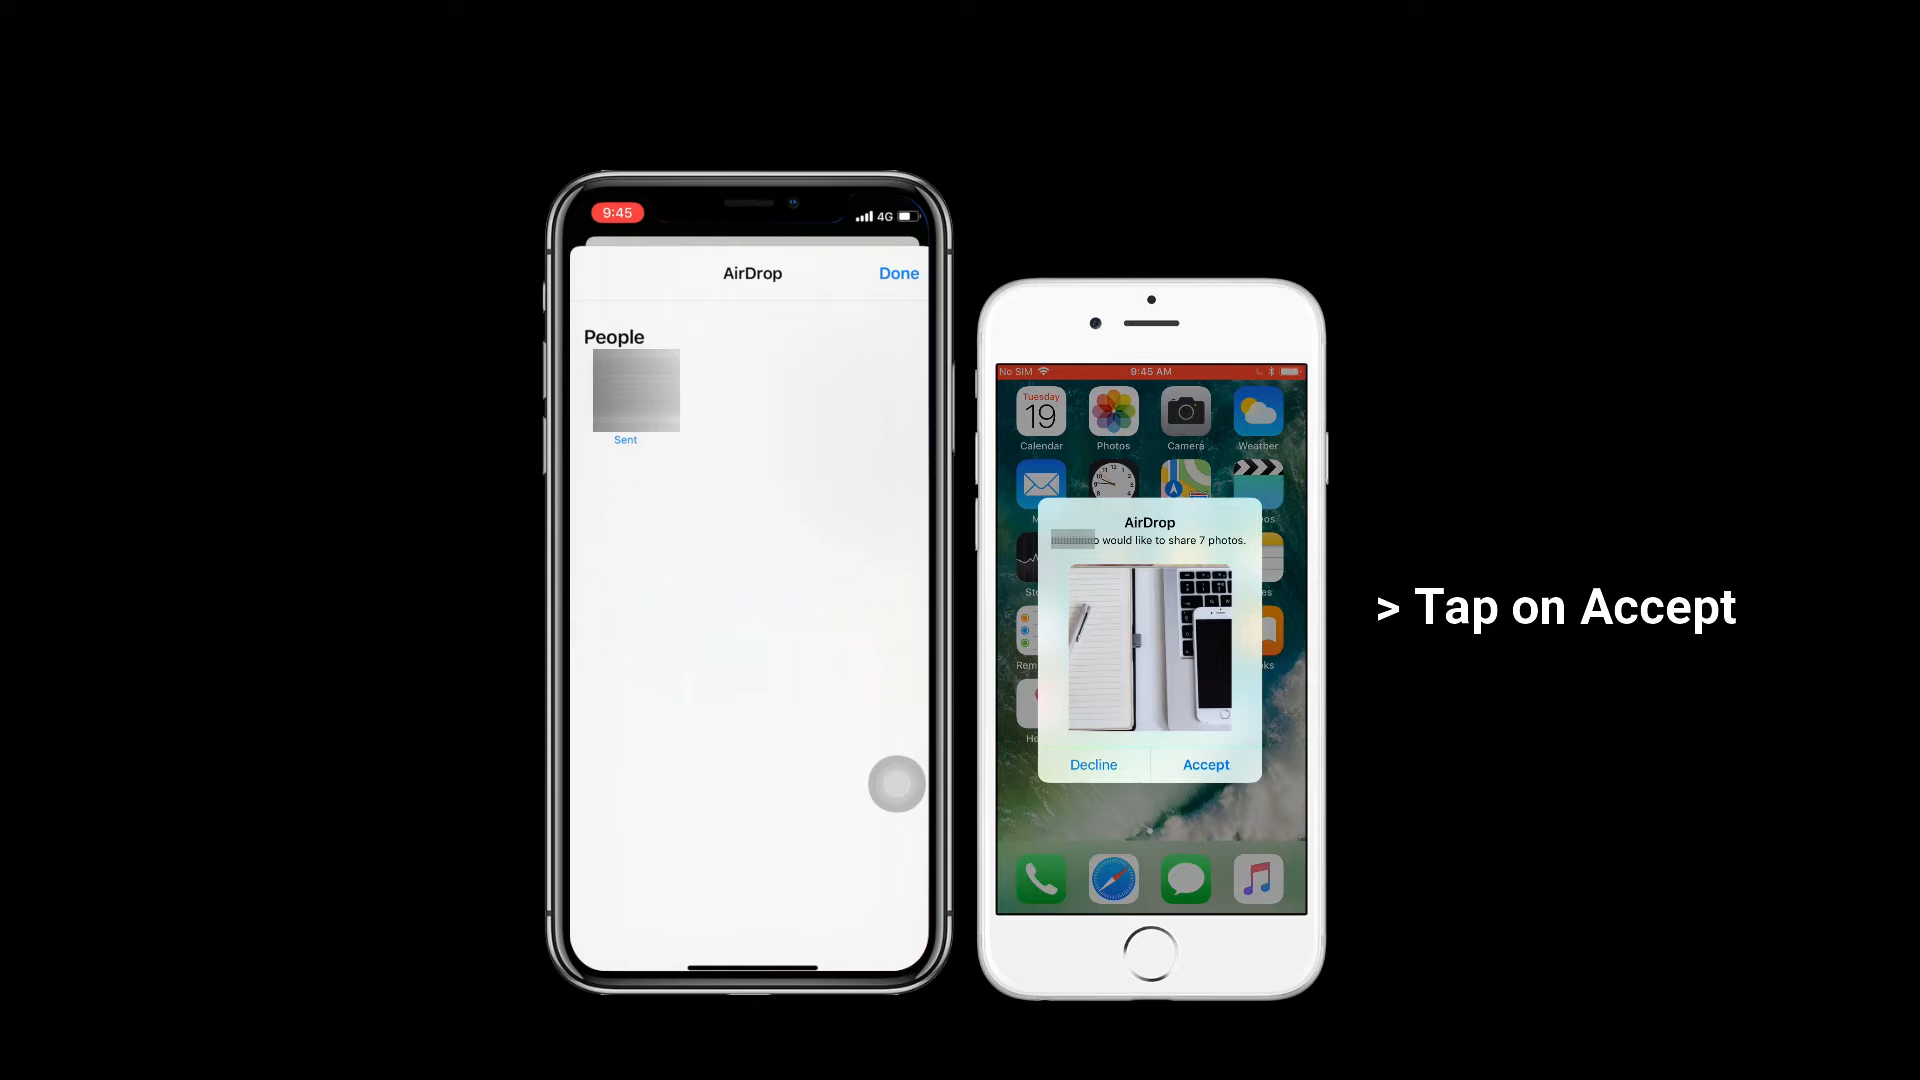 9:45
4G
AirDrop
Done
People
Sent
No SIM
9:45 AM
Tuesday
19
Calendar
Photos
Camera
Weather
AirDrop
would like to share 7 photos.
Decline
Accept
> Tap on Accept